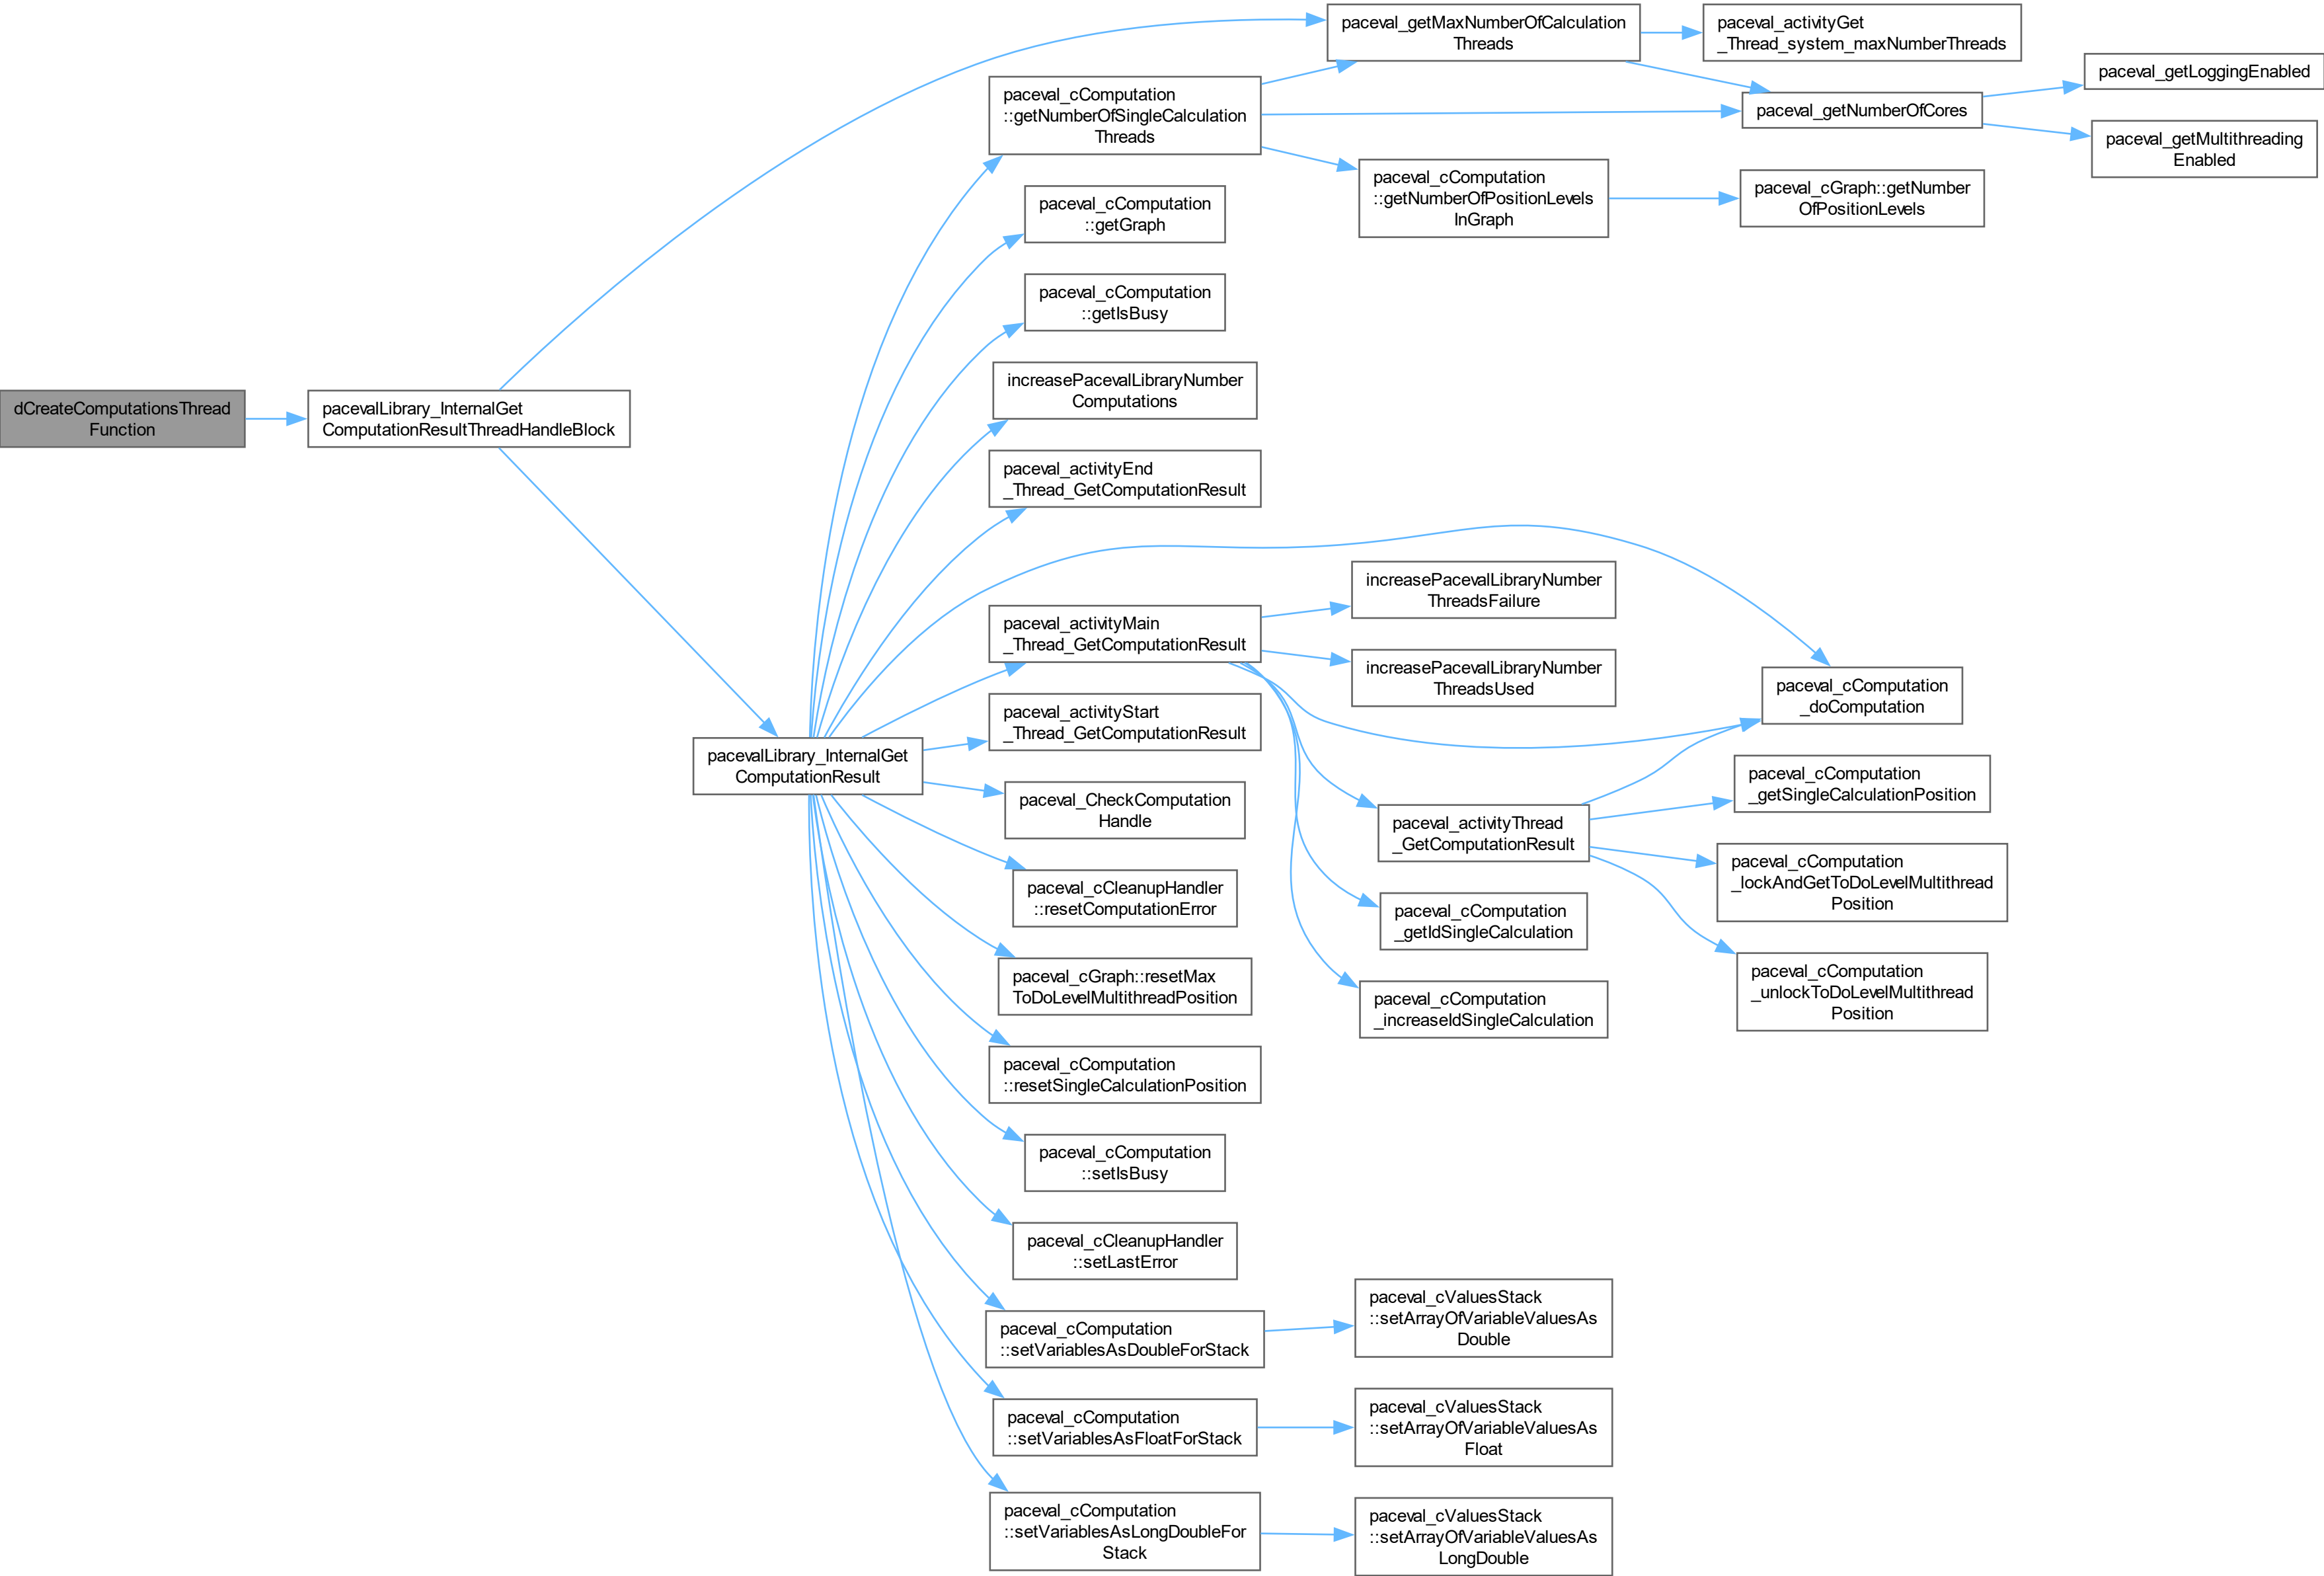 dCreateComputationsThread
Function
pacevalLibrary_InternalGet
ComputationResultThreadHandleBlock
pacevalLibrary_InternalGet
ComputationResult
paceval_getMaxNumberOfCalculation
Threads
paceval_activityGet
_Thread_system_maxNumberThreads
paceval_getNumberOfCores
paceval_getLoggingEnabled
paceval_getMultithreading
Enabled
paceval_cComputation
::getNumberOfSingleCalculation
Threads
paceval_cComputation
::getNumberOfPositionLevels
InGraph
paceval_cGraph::getNumber
OfPositionLevels
paceval_cComputation
::getGraph
paceval_cComputation
::getIsBusy
increasePacevalLibraryNumber
Computations
paceval_activityEnd
_Thread_GetComputationResult
paceval_activityMain
_Thread_GetComputationResult
increasePacevalLibraryNumber
ThreadsFailure
increasePacevalLibraryNumber
ThreadsUsed
paceval_cComputation
_doComputation
paceval_activityThread
_GetComputationResult
paceval_cComputation
_getSingleCalculationPosition
paceval_cComputation
_lockAndGetToDoLevelMultithread
Position
paceval_cComputation
_unlockToDoLevelMultithread
Position
paceval_cComputation
_getIdSingleCalculation
paceval_cComputation
_increaseIdSingleCalculation
paceval_activityStart
_Thread_GetComputationResult
paceval_CheckComputation
Handle
paceval_cCleanupHandler
::resetComputationError
paceval_cGraph::resetMax
ToDoLevelMultithreadPosition
paceval_cComputation
::resetSingleCalculationPosition
paceval_cComputation
::setIsBusy
paceval_cCleanupHandler
::setLastError
paceval_cComputation
::setVariablesAsDoubleForStack
paceval_cValuesStack
::setArrayOfVariableValuesAs
Double
paceval_cComputation
::setVariablesAsFloatForStack
paceval_cValuesStack
::setArrayOfVariableValuesAs
Float
paceval_cComputation
::setVariablesAsLongDoubleFor
Stack
paceval_cValuesStack
::setArrayOfVariableValuesAs
LongDouble